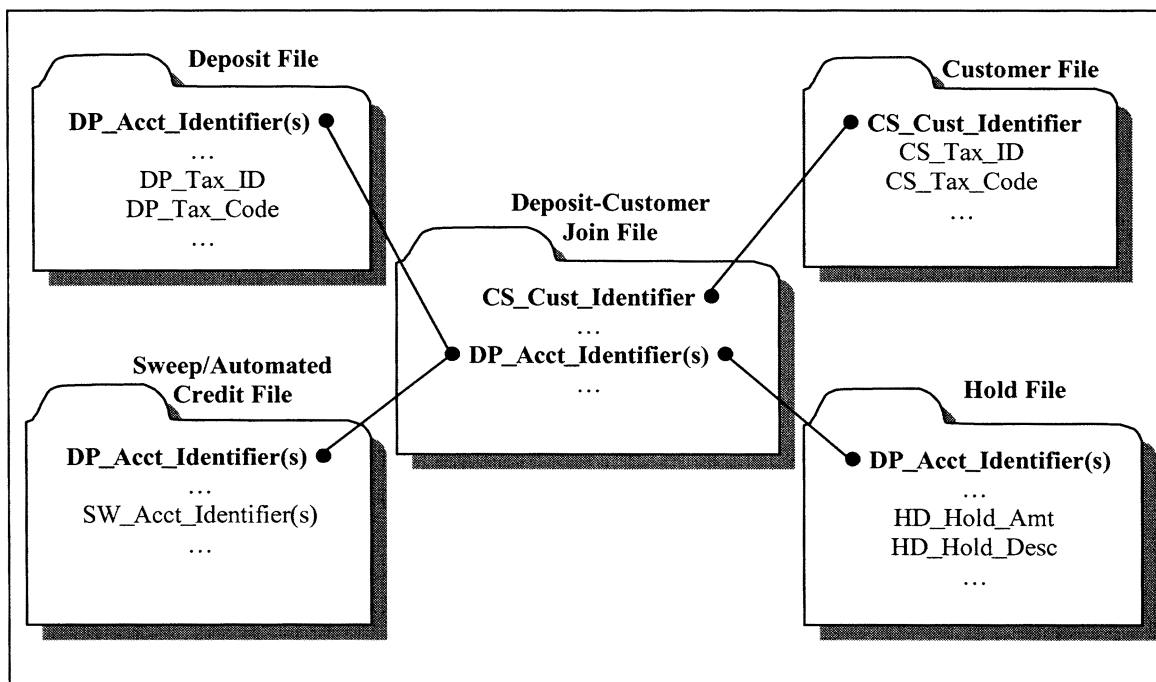 Deposit File
DP_Acct_Identifier(s)
…
DP_Tax_ID
DP_Tax_Code
…
Customer File
CS_Cust_Identifier
CS_Tax_ID
CS_Tax_Code
…
Deposit-Customer
Join File
CS_Cust_Identifier
…
DP_Acct_Identifier(s)
…
Sweep/Automated
Credit File
DP_Acct_Identifier(s)
…
SW_Acct_Identifier(s)
…
Hold File
DP_Acct_Identifier(s)
…
HD_Hold_Amt
HD_Hold_Desc
…